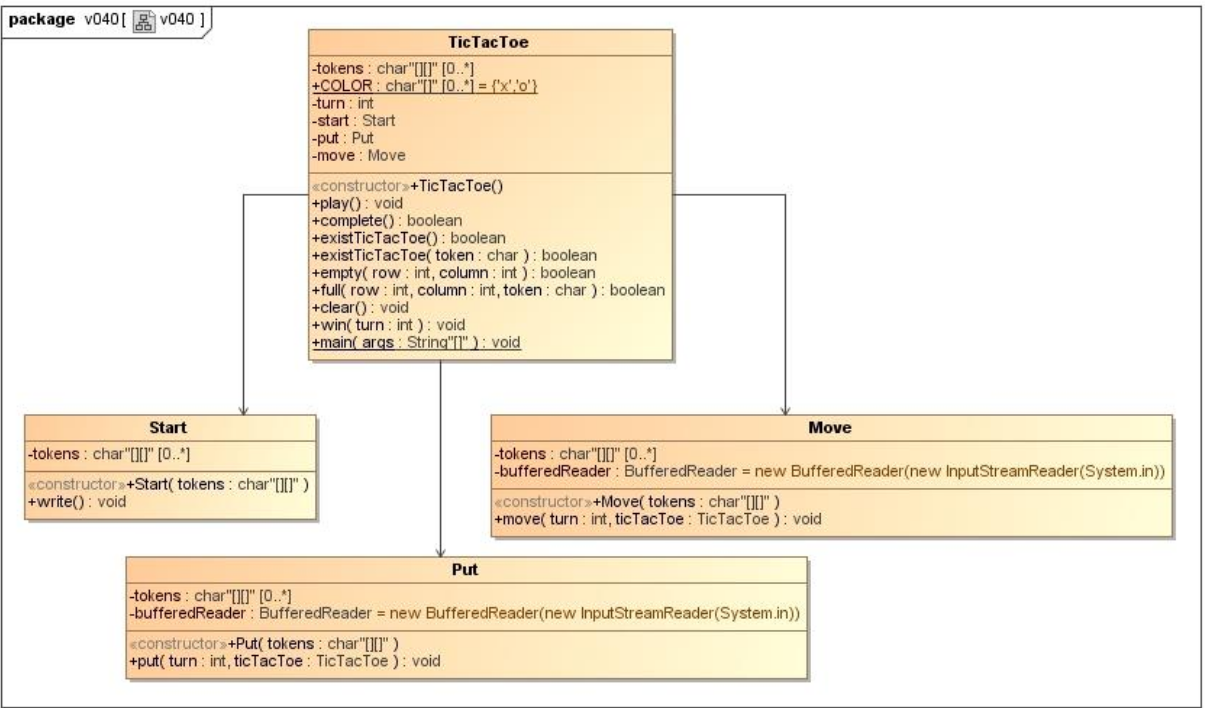 package v040[ v040 ]
TicTacToe
-tokens : char"[][]" [0..*]
+COLOR : char"[]" [0..*] = {'x','o'}
-turn : int
-start : Start
-put : Put
-move : Move
«constructor»+TicTacToe()
+play() : void
+complete() : boolean
+existTicTacToe() : boolean
+existTicTacToe( token : char ) : boolean
+empty( row : int, column : int ) : boolean
+full( row : int, column : int, token : char ) : boolean
+clear() : void
+win( turn : int ) : void
+main( args : String"[]" ) : void
Start
-tokens : char"[][]" [0..*]
«constructor»+Start( tokens : char"[][]" )
+write() : void
Move
-tokens : char"[][]" [0..*]
-bufferedReader : BufferedReader = new BufferedReader(new InputStreamReader(System.in))
«constructor»+Move( tokens : char"[][]" )
+move( turn : int, ticTacToe : TicTacToe ) : void
Put
-tokens : char"[][]" [0..*]
-bufferedReader : BufferedReader = new BufferedReader(new InputStreamReader(System.in))
«constructor»+Put( tokens : char"[][]" )
+put( turn : int, ticTacToe : TicTacToe ) : void